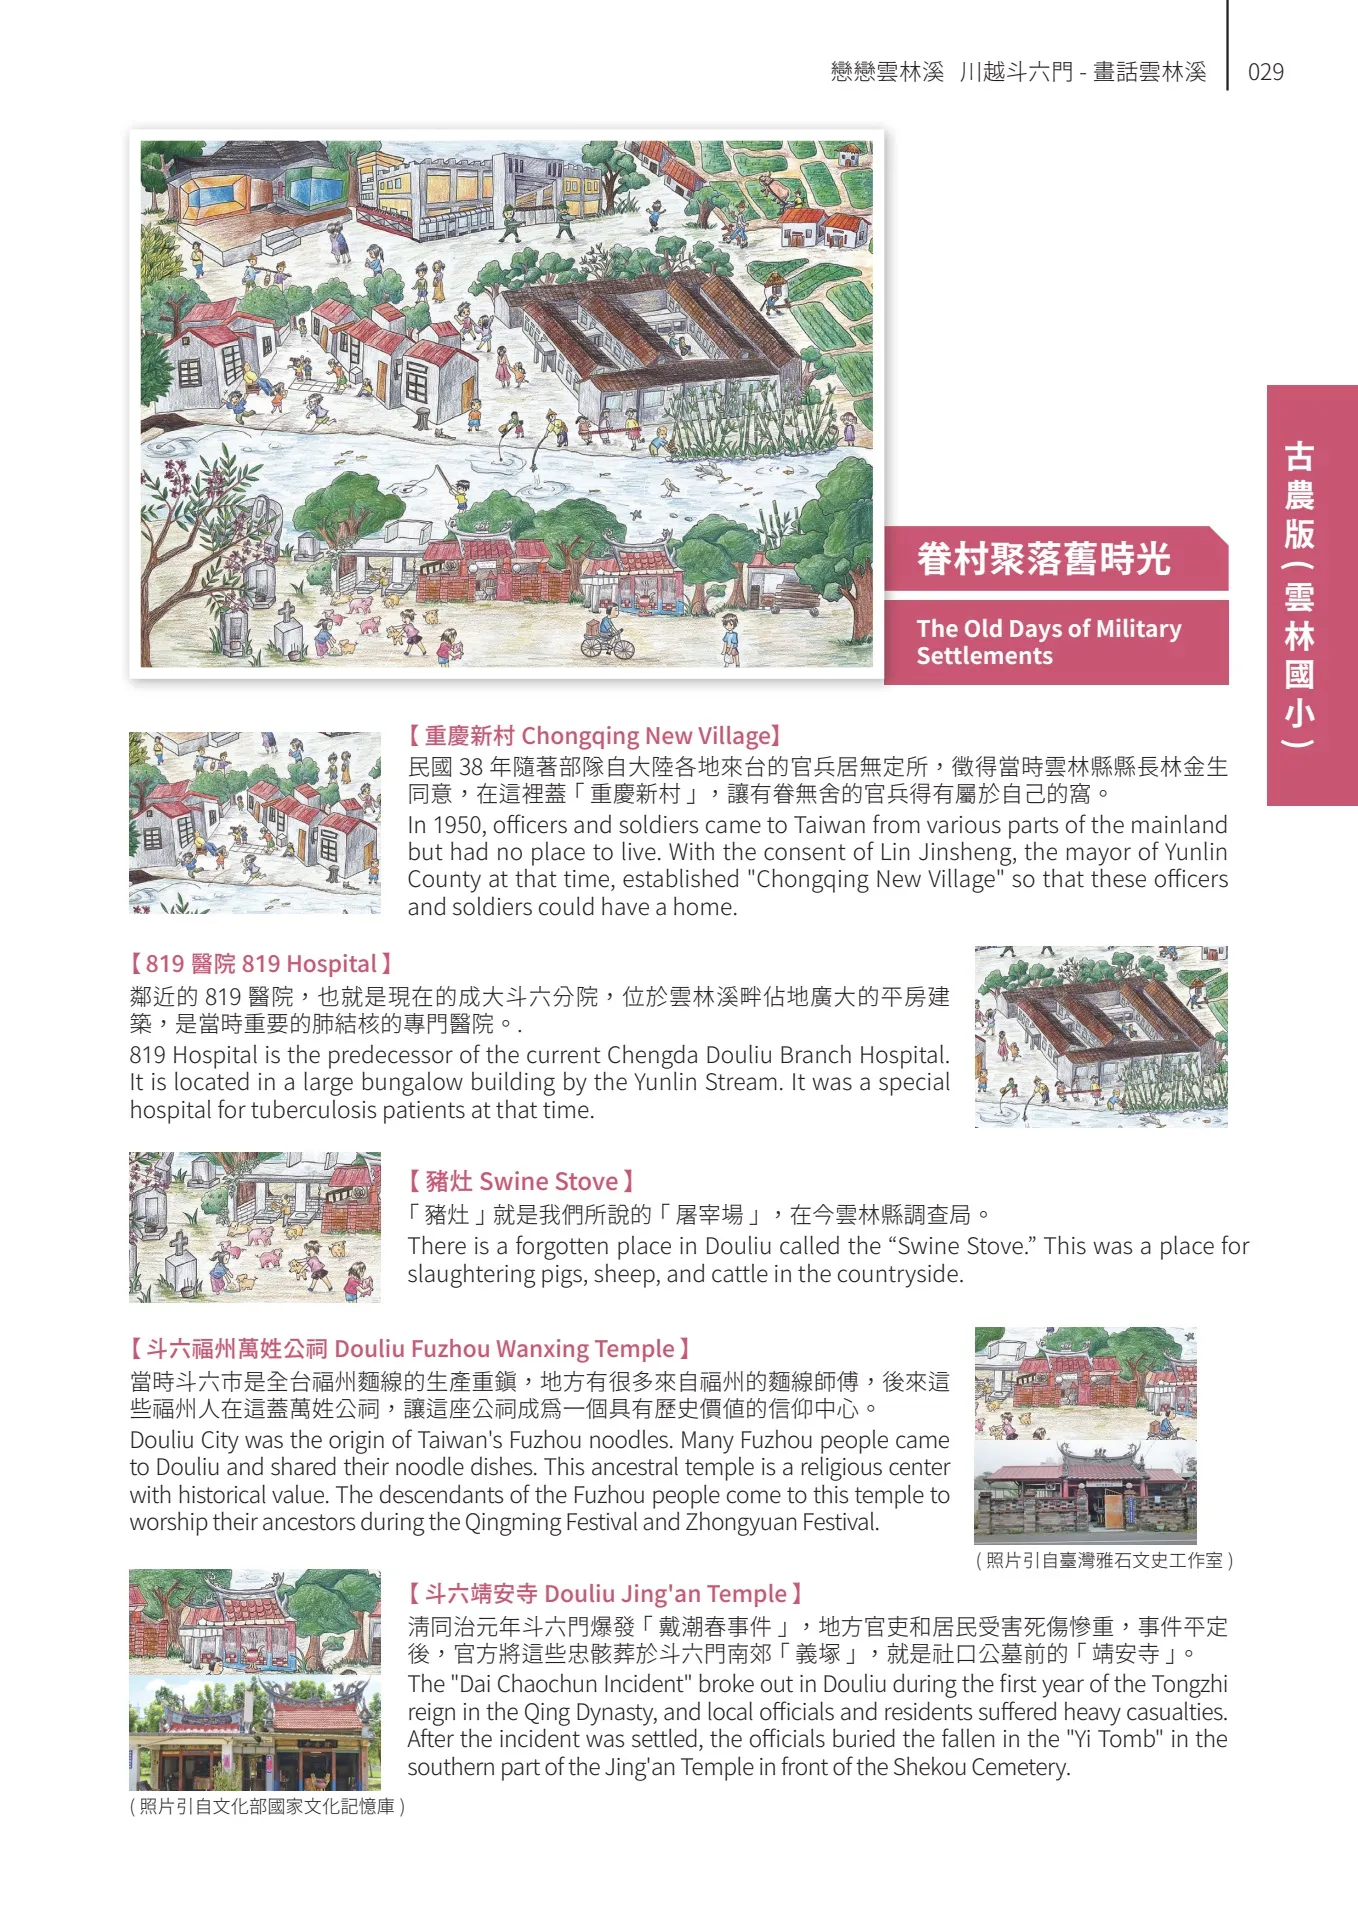 戀戀雲林溪 川越斗六門 - 畫話雲林溪 029
古農版(雲林國小)
眷村聚落舊時光
The Old Days of Military
Settlements
【 重慶新村 Chongqing New Village】
民國 38 年隨著部隊自大陸各地來台的官兵居無定所，徵得當時雲林縣縣長林金生
同意，在這裡蓋「 重慶新村 」，讓有眷無舍的官兵得有屬於自己的窩。
In 1950, officers and soldiers came to Taiwan from various parts of the mainland
but had no place to live. With the consent of Lin Jinsheng, the mayor of Yunlin
County at that time, established "Chongqing New Village" so that these officers
and soldiers could have a home.
【 819 醫院 819 Hospital 】
鄰近的 819 醫院，也就是現在的成大斗六分院，位於雲林溪畔佔地廣大的平房建
築，是當時重要的肺結核的專門醫院。.
819 Hospital is the predecessor of the current Chengda Douliu Branch Hospital.
It is located in a large bungalow building by the Yunlin Stream. It was a special
hospital for tuberculosis patients at that time.
【 豬灶 Swine Stove 】
「 豬灶 」就是我們所說的「 屠宰場 」，在今雲林縣調查局。
There is a forgotten place in Douliu called the “Swine Stove.” This was a place for
slaughtering pigs, sheep, and cattle in the countryside.
【 斗六福州萬姓公祠 Douliu Fuzhou Wanxing Temple 】
當時斗六市是全台福州麵線的生產重鎮，地方有很多來自福州的麵線師傅，後來這
些福州人在這蓋萬姓公祠，讓這座公祠成為一個具有歷史價值的信仰中心。
Douliu City was the origin of Taiwan's Fuzhou noodles. Many Fuzhou people came
to Douliu and shared their noodle dishes. This ancestral temple is a religious center
with historical value. The descendants of the Fuzhou people come to this temple to
worship their ancestors during the Qingming Festival and Zhongyuan Festival.
( 照片引自臺灣雅石文史工作室 )
【 斗六靖安寺 Douliu Jing'an Temple 】
清同治元年斗六門爆發「 戴潮春事件 」，地方官吏和居民受害死傷慘重，事件平定
後，官方將這些忠骸葬於斗六門南郊「 義塚 」，就是社口公墓前的「 靖安寺 」。
The "Dai Chaochun Incident" broke out in Douliu during the first year of the Tongzhi
reign in the Qing Dynasty, and local officials and residents suffered heavy casualties.
After the incident was settled, the officials buried the fallen in the "Yi Tomb" in the
southern part of the Jing'an Temple in front of the Shekou Cemetery.
( 照片引自文化部國家文化記憶庫 )